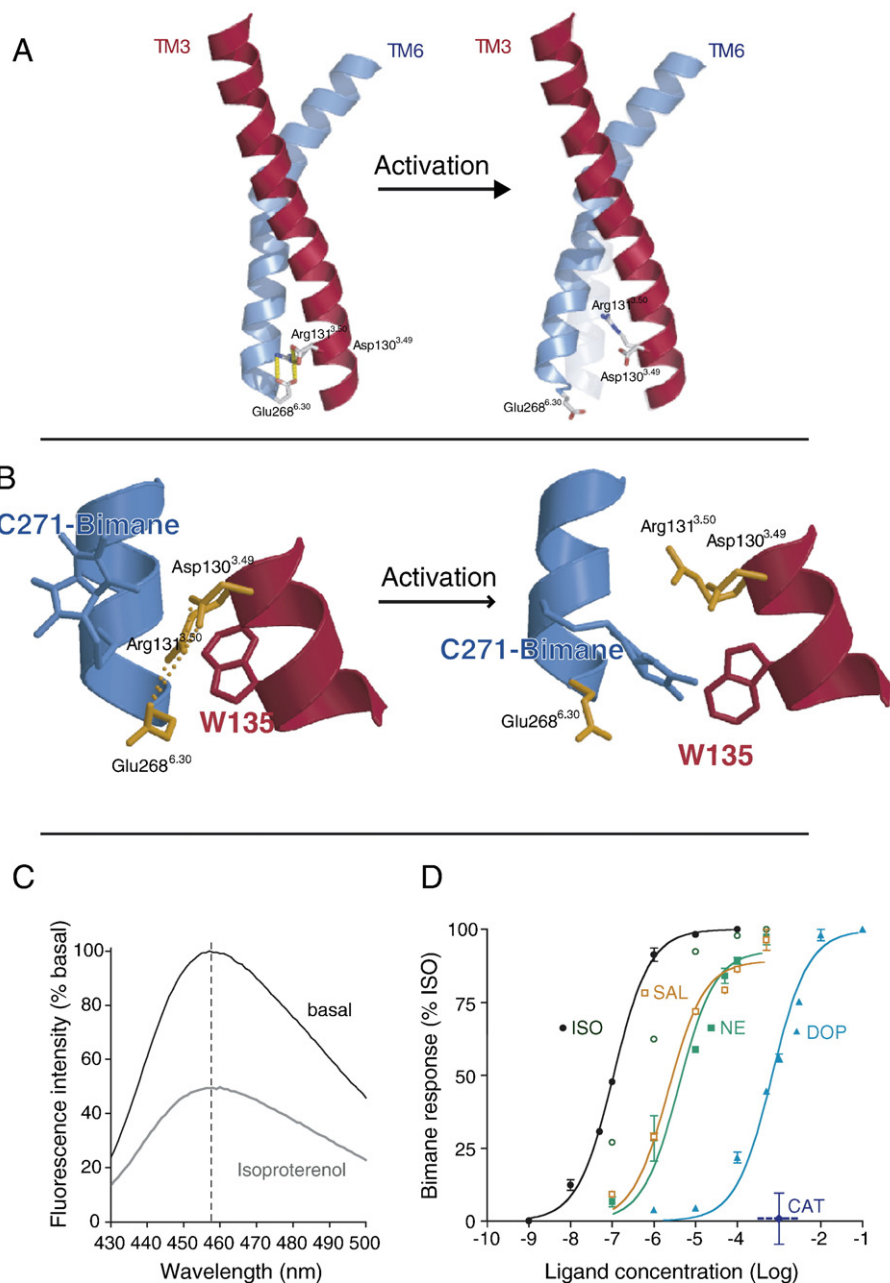 A
TM3
TM6
Activation
TM3
TM6
Arg131^3.50
Asp130^3.49
Glu268^6.30
Arg131^3.50
Asp130^3.49
Glu268^6.30
B
C271-Bimane
Asp130^3.49
Arg131^3.50
W135
Glu268^6.30
Activation
Arg131^3.50
Asp130^3.49
C271-Bimane
Glu268^6.30
W135
C
Fluorescence intensity (% basal)
100
80
60
40
20
0
basal
Isoproterenol
430 440 450 460 470 480 490 500
Wavelength (nm)
D
Bimane response (% ISO)
100
75
50
25
0
ISO
SAL
NE
DOP
CAT
-10 -9 -8 -7 -6 -5 -4 -3 -2 -1
Ligand concentration (Log)